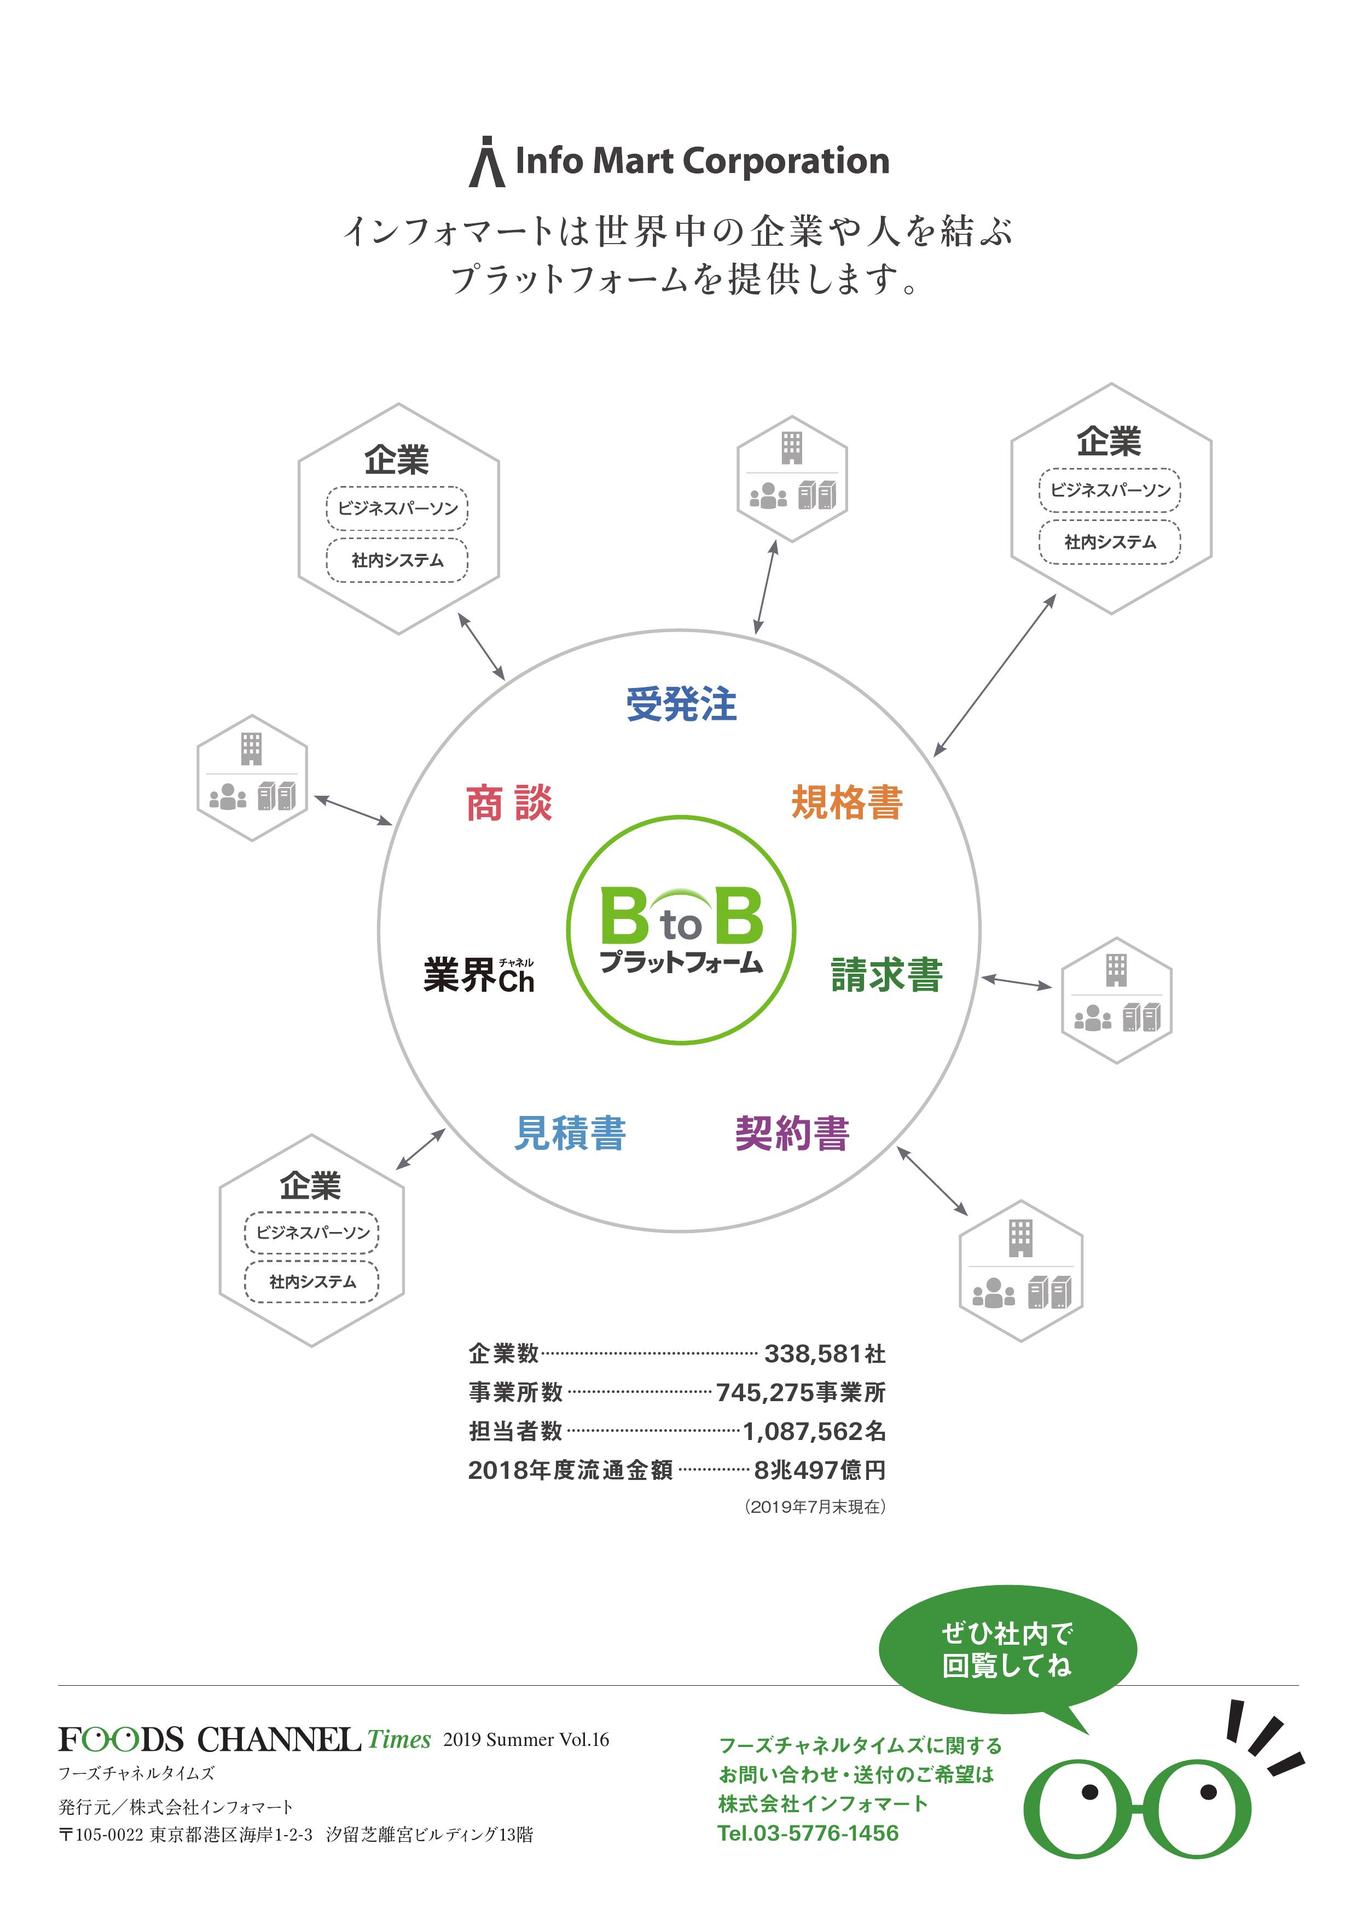 Info Mart Corporation
インフォマートは世界中の企業や人を結ぶ
プラットフォームを提供します。
企業
ビジネスパーソン
社内システム
企業
ビジネスパーソン
社内システム
受発注
商談
規格書
BtoB
プラットフォーム
業界Ch
チャネル
請求書
見積書
契約書
企業
ビジネスパーソン
社内システム
企業数 338,581社
事業所数 745,275事業所
担当者数 1,087,562名
2018年度流通金額 8兆497億円
（2019年7月末現在）
ぜひ社内で
回覧してね
FOODS CHANNEL Times 2019 Summer Vol.16
フーズチャネルタイムズ
発行元／株式会社インフォマート
〒105-0022 東京都港区海岸1-2-3 汐留芝離宮ビルディング13階
フーズチャネルタイムズに関する
お問い合わせ・送付のご希望は
株式会社インフォマート
Tel.03-5776-1456